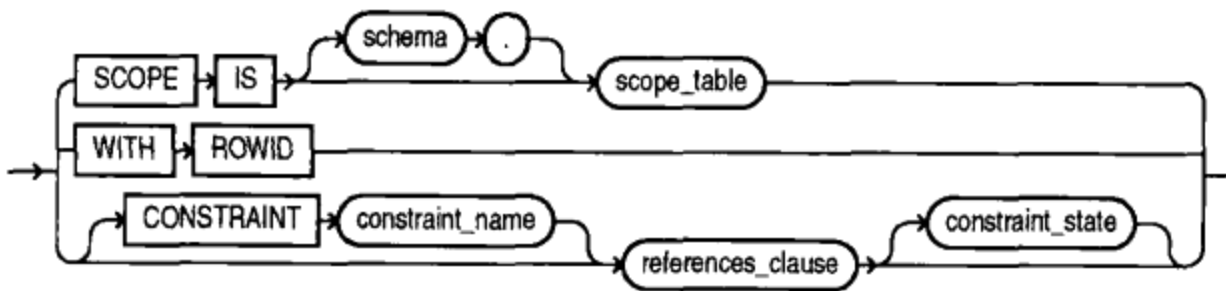 schema .
SCOPE IS scope_table
WITH ROWID
CONSTRAINT constraint_name constraint_state
references_clause